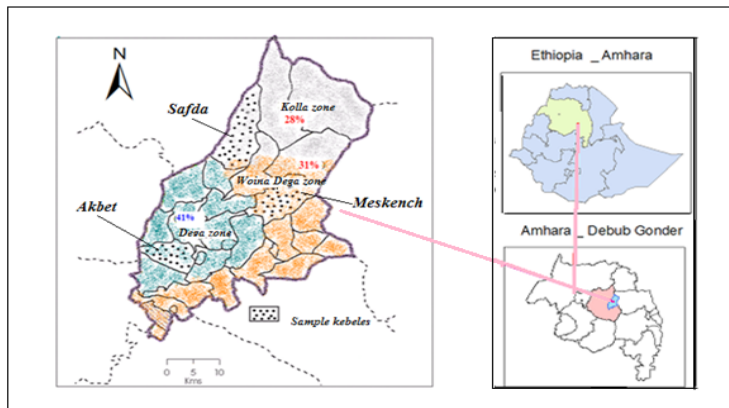 N
Safda
Kolla zone
28%
31%
Woina Dega zone
Meskench
Akbet
41%
Dega zone
Sample kebeles
0 5 10
Kms
Ethiopia _ Amhara
Amhara _ Debub Gonder